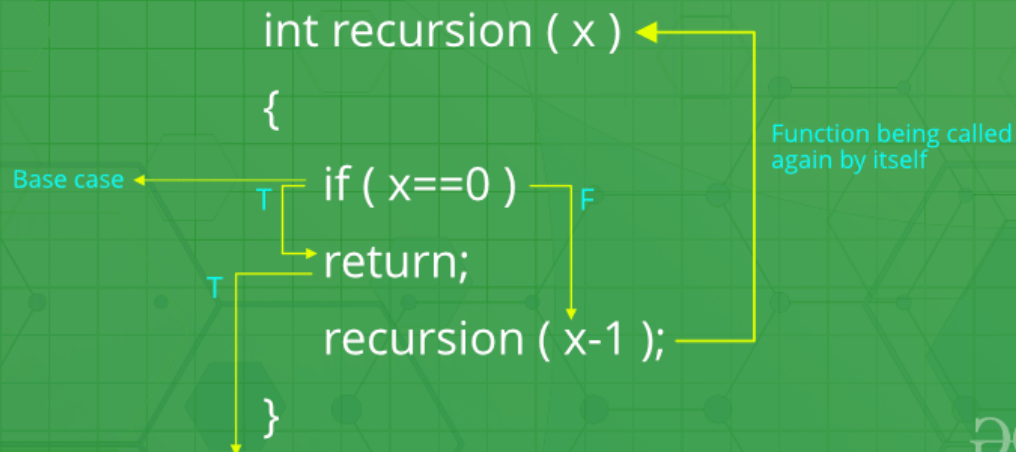 int recursion ( x )
{
Function being called
again by itself
Base case
if ( x==0 )
T
F
return;
T
recursion ( x-1 );
}